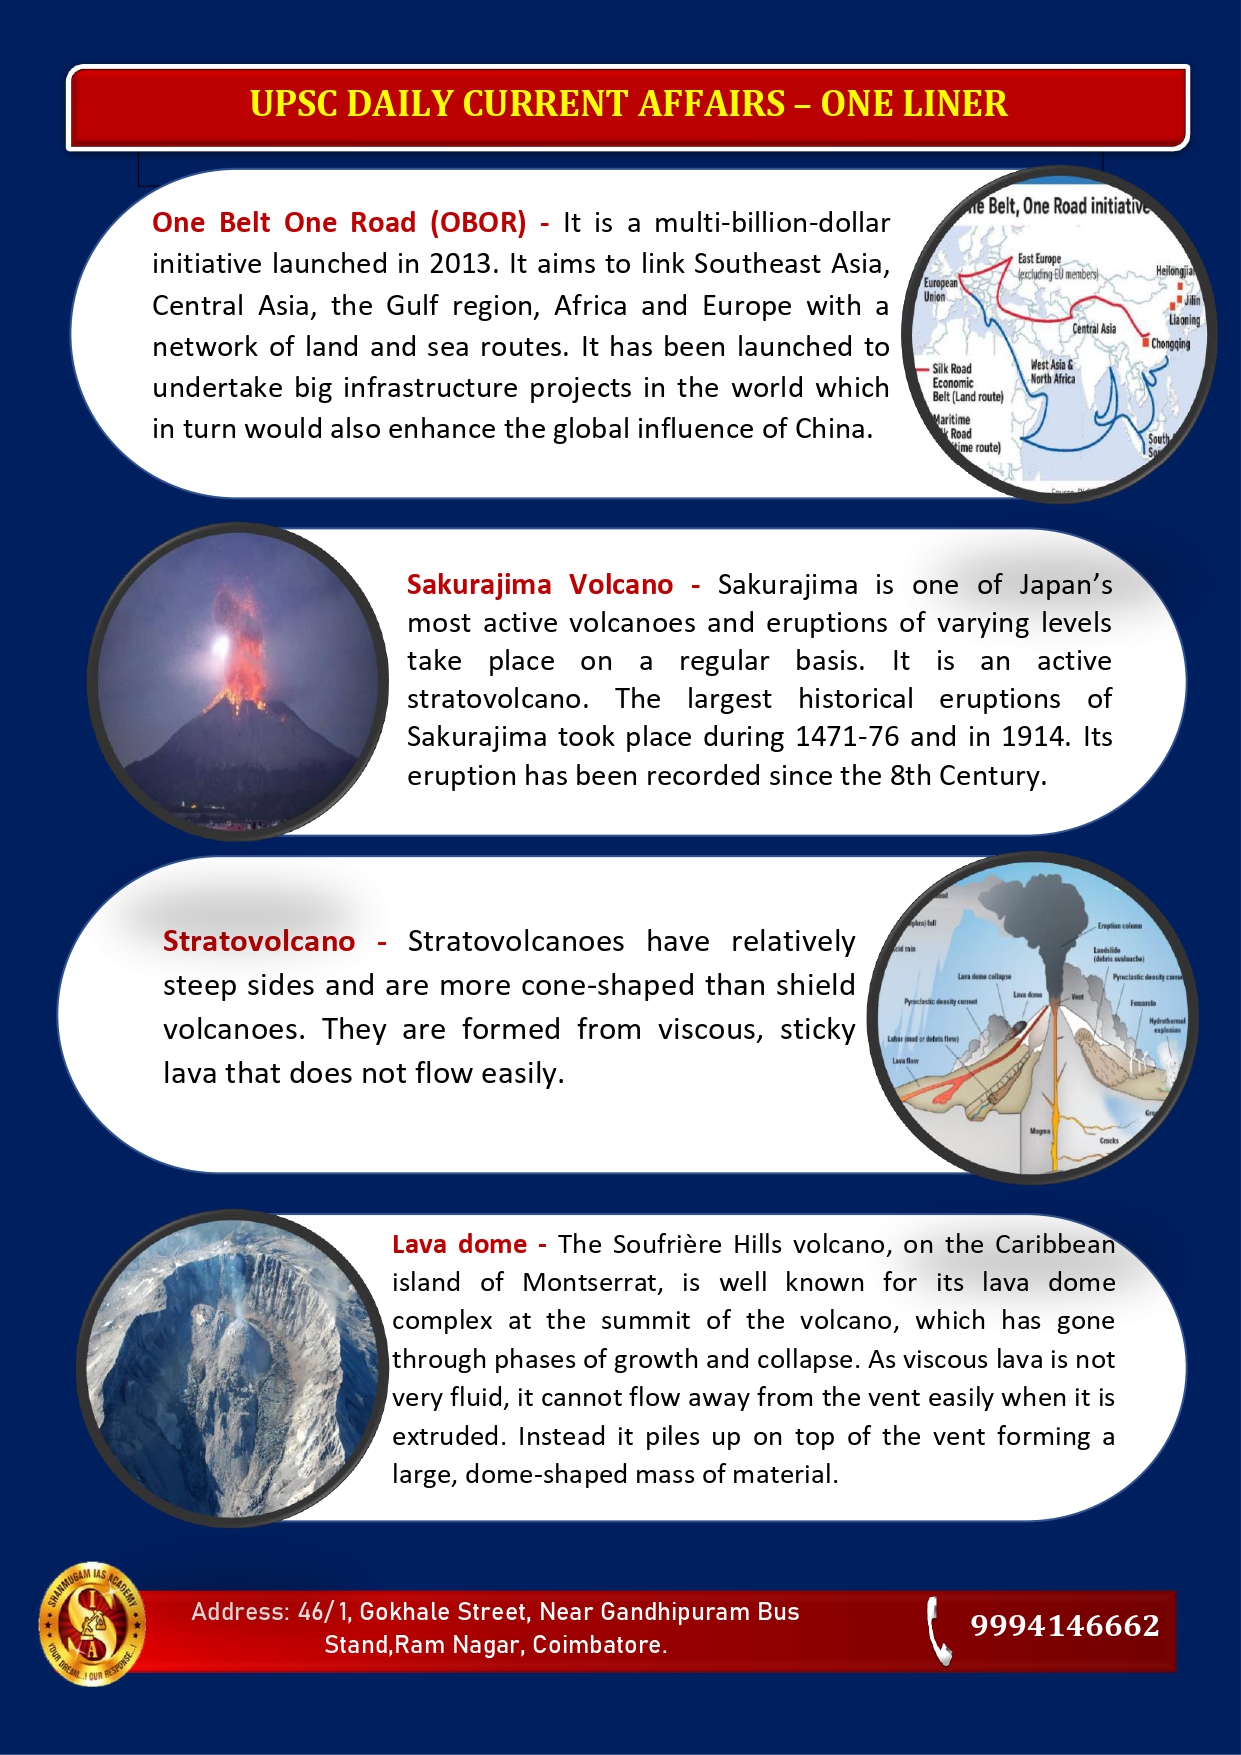 UPSC DAILY CURRENT AFFAIRS – ONE LINER
One Belt One Road (OBOR) - It is a multi-billion-dollar
initiative launched in 2013. It aims to link Southeast Asia,
Central Asia, the Gulf region, Africa and Europe with a
network of land and sea routes. It has been launched to
undertake big infrastructure projects in the world which
in turn would also enhance the global influence of China.
Belt, One Road initiative
East Europe
(excluding EU members)
European
Union
Heilongjia
Jilin
Liaoning
Central Asia
Chongqing
West Asia &
North Africa
Silk Road
Economic
Belt (Land route)
Maritime
Road
time route)
South
Sakurajima Volcano - Sakurajima is one of Japan’s
most active volcanoes and eruptions of varying levels
take place on a regular basis. It is an active
stratovolcano. The largest historical eruptions of
Sakurajima took place during 1471-76 and in 1914. Its
eruption has been recorded since the 8th Century.
Stratovolcano - Stratovolcanoes have relatively
steep sides and are more cone-shaped than shield
volcanoes. They are formed from viscous, sticky
lava that does not flow easily.
fall
Eruption column
rain
Landslide
(debris avalanche)
Lava dome collapse
Pyroclastic density curre
Lava dome
Vent
Pyroclastic density current
Fumarole
Hydrothermal
explosion
Lahar (mud or debris flow)
Lava flow
Magma
Cracks
Lava dome - The Soufrière Hills volcano, on the Caribbean
island of Montserrat, is well known for its lava dome
complex at the summit of the volcano, which has gone
through phases of growth and collapse. As viscous lava is not
very fluid, it cannot flow away from the vent easily when it is
extruded. Instead it piles up on top of the vent forming a
large, dome-shaped mass of material.
SHANMUGAM IAS ACADEMY
SIA
YOUR DREAM...! OUR RESPONSE...!
Address: 46/1, Gokhale Street, Near Gandhipuram Bus
Stand,Ram Nagar, Coimbatore.
9994146662